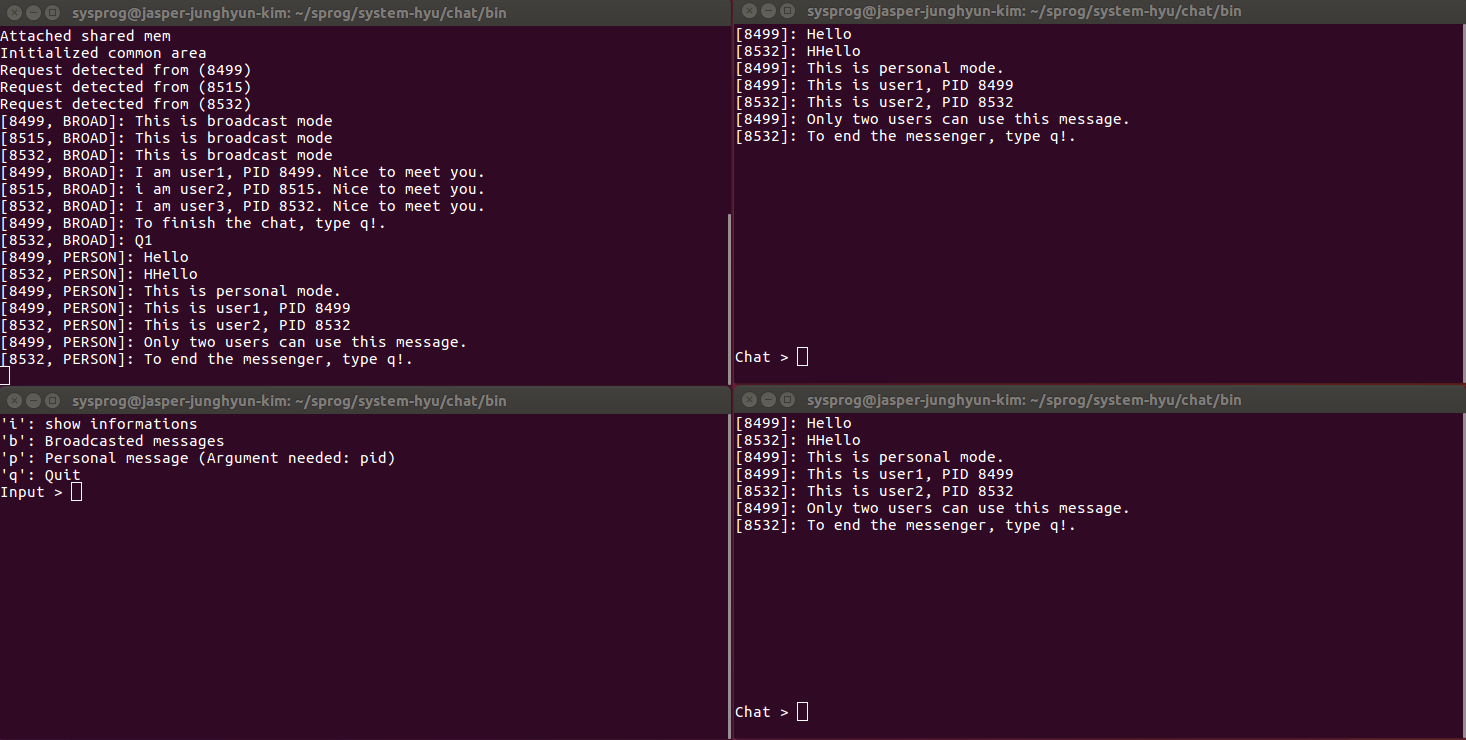 sysprog@jasper-junghyun-kim: ~/sprog/system-hyu/chat/bin
Attached shared mem
Initialized common area
Request detected from (8499)
Request detected from (8515)
Request detected from (8532)
[8499, BROAD]: This is broadcast mode
[8515, BROAD]: This is broadcast mode
[8532, BROAD]: This is broadcast mode
[8499, BROAD]: I am user1, PID 8499. Nice to meet you.
[8515, BROAD]: i am user2, PID 8515. Nice to meet you.
[8532, BROAD]: I am user3, PID 8532. Nice to meet you.
[8499, BROAD]: To finish the chat, type q!.
[8532, BROAD]: Q1
[8499, PERSON]: Hello
[8532, PERSON]: HHello
[8499, PERSON]: This is personal mode.
[8499, PERSON]: This is user1, PID 8499
[8532, PERSON]: This is user2, PID 8532
[8499, PERSON]: Only two users can use this message.
[8532, PERSON]: To end the messenger, type q!.
sysprog@jasper-junghyun-kim: ~/sprog/system-hyu/chat/bin
[8499]: Hello
[8532]: HHello
[8499]: This is personal mode.
[8499]: This is user1, PID 8499
[8532]: This is user2, PID 8532
[8499]: Only two users can use this message.
[8532]: To end the messenger, type q!.
Chat >
sysprog@jasper-junghyun-kim: ~/sprog/system-hyu/chat/bin
'i': show informations
'b': Broadcasted messages
'p': Personal message (Argument needed: pid)
'q': Quit
Input >
sysprog@jasper-junghyun-kim: ~/sprog/system-hyu/chat/bin
[8499]: Hello
[8532]: HHello
[8499]: This is personal mode.
[8499]: This is user1, PID 8499
[8532]: This is user2, PID 8532
[8499]: Only two users can use this message.
[8532]: To end the messenger, type q!.
Chat >